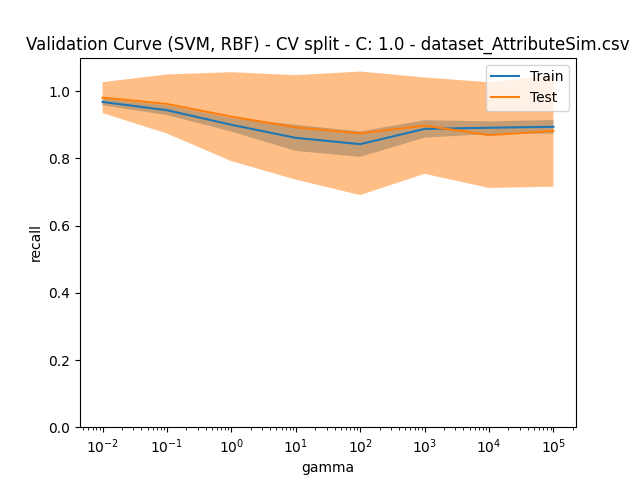 Validation Curve (SVM, RBF) - CV split - C: 1.0 - dataset_AttributeSim.csv
Train
Test
1.0
0.8
0.6
0.4
0.2
0.0
recall
10⁻² 10⁻¹ 10⁰ 10¹ 10² 10³ 10⁴ 10⁵
gamma